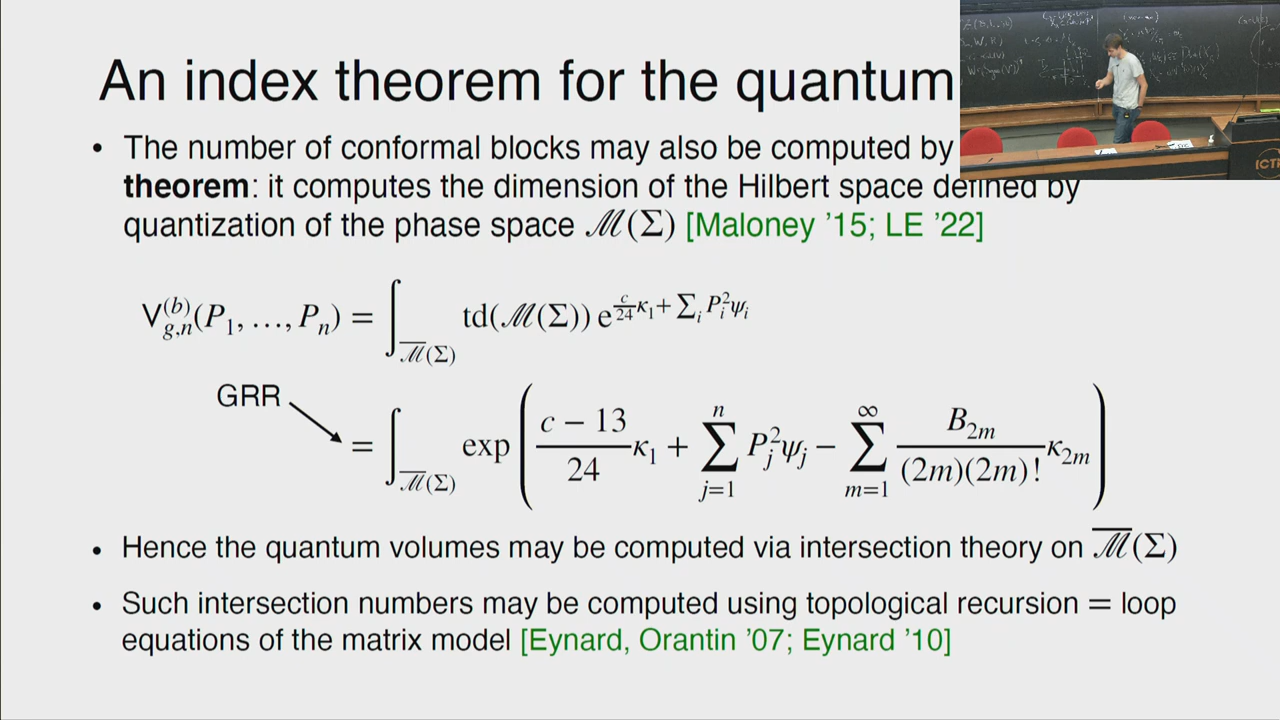 An index theorem for the quantum
• The number of conformal blocks may also be computed by
theorem: it computes the dimension of the Hilbert space defined by
quantization of the phase space ℳ(Σ) [Maloney '15; LE '22]
V_{g,n}^{(b)}(P_1, …, P_n) = ∫_{\overline{ℳ}(Σ)} td(ℳ(Σ)) e^{\frac{c}{24}κ_1 + ∑_i P_i^2 ψ_i}
GRR
= ∫_{\overline{ℳ}(Σ)} exp( \frac{c − 13}{24} κ_1 + ∑_{j=1}^{n} P_j^2 ψ_j − ∑_{m=1}^{∞} \frac{B_{2m}}{(2m)(2m)!} κ_{2m} )
• Hence the quantum volumes may be computed via intersection theory on \overline{ℳ}(Σ)
• Such intersection numbers may be computed using topological recursion = loop
equations of the matrix model [Eynard, Orantin '07; Eynard '10]